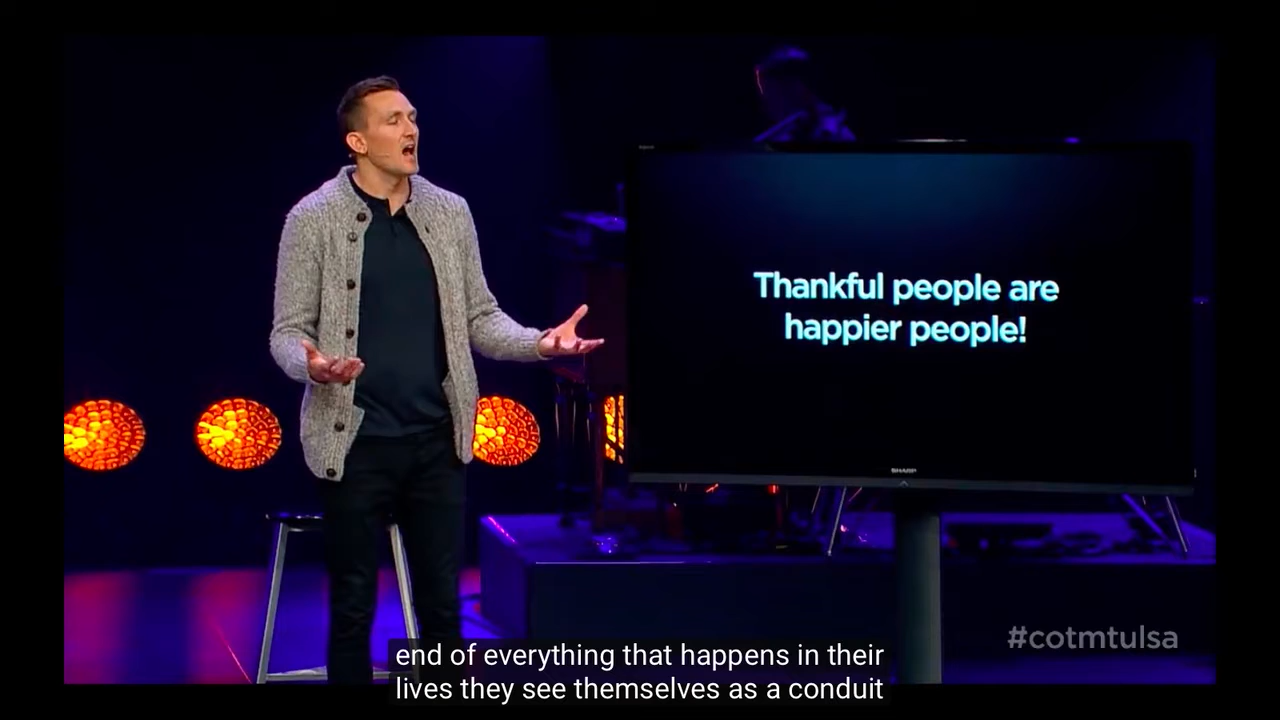 Thankful people are
happier people!
SHARP
#cotmtulsa
end of everything that happens in their
lives they see themselves as a conduit